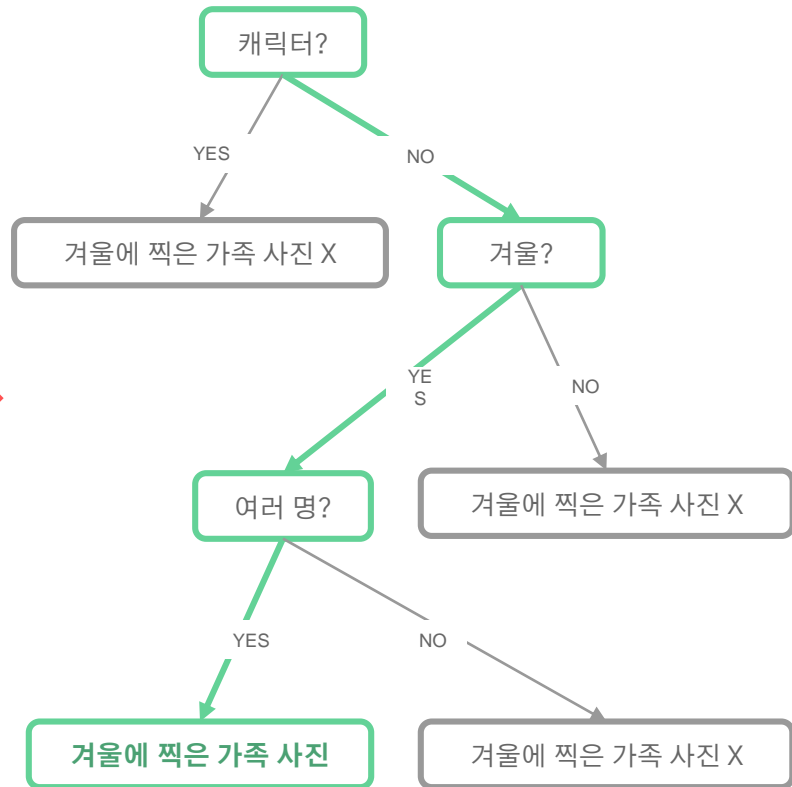 캐릭터?
YES
NO
겨울에 찍은 가족 사진 X
겨울?
YE
S
NO
여러 명?
겨울에 찍은 가족 사진 X
YES
NO
겨울에 찍은 가족 사진
겨울에 찍은 가족 사진 X